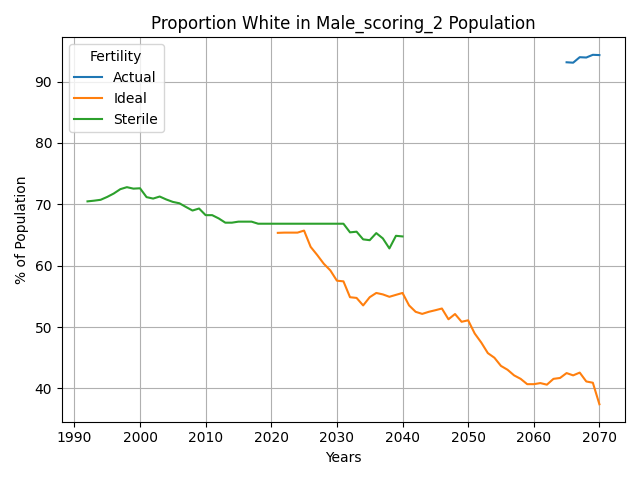 Proportion White in Male_scoring_2 Population
Fertility
Actual
Ideal
Sterile
% of Population
90
80
70
60
50
40
1990 2000 2010 2020 2030 2040 2050 2060 2070
Years